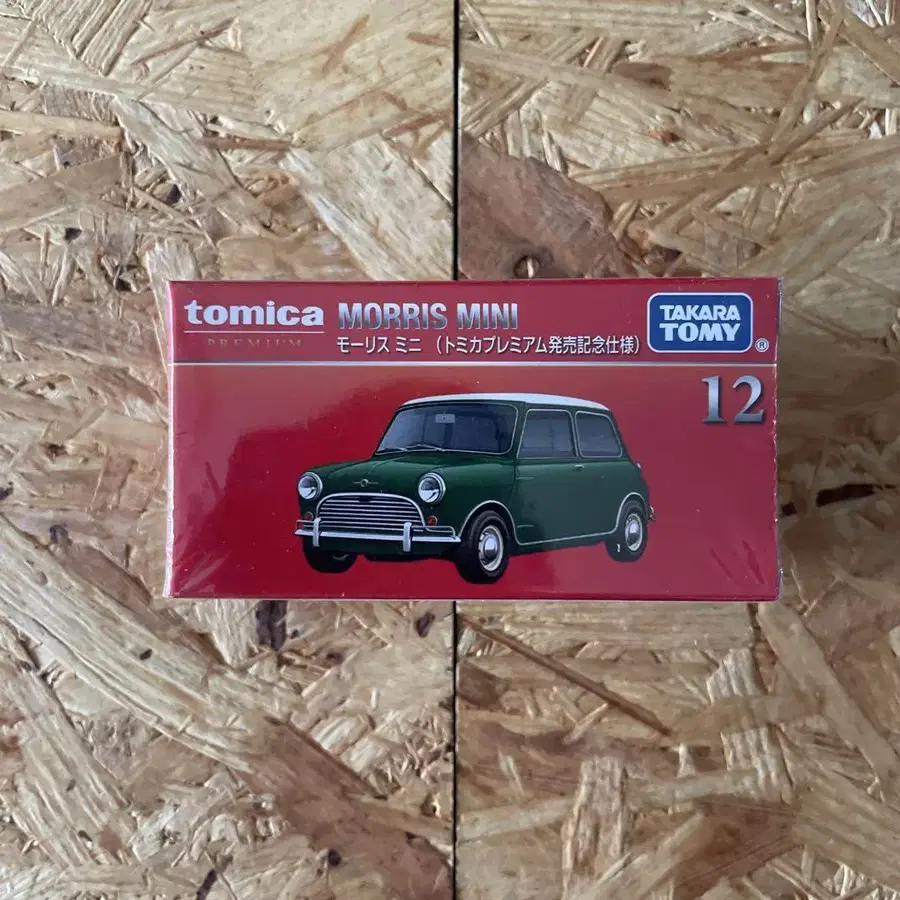 tomica MORRIS MINI
PREMIUM
モーリス ミニ (トミカプレミアム発売記念仕様)
TAKARA
TOMY
®
12